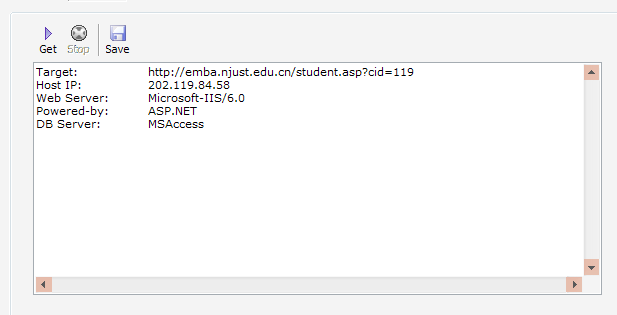 Get Stop Save
Target: http://emba.njust.edu.cn/student.asp?cid=119
Host IP: 202.119.84.58
Web Server: Microsoft-IIS/6.0
Powered-by: ASP.NET
DB Server: MSAccess